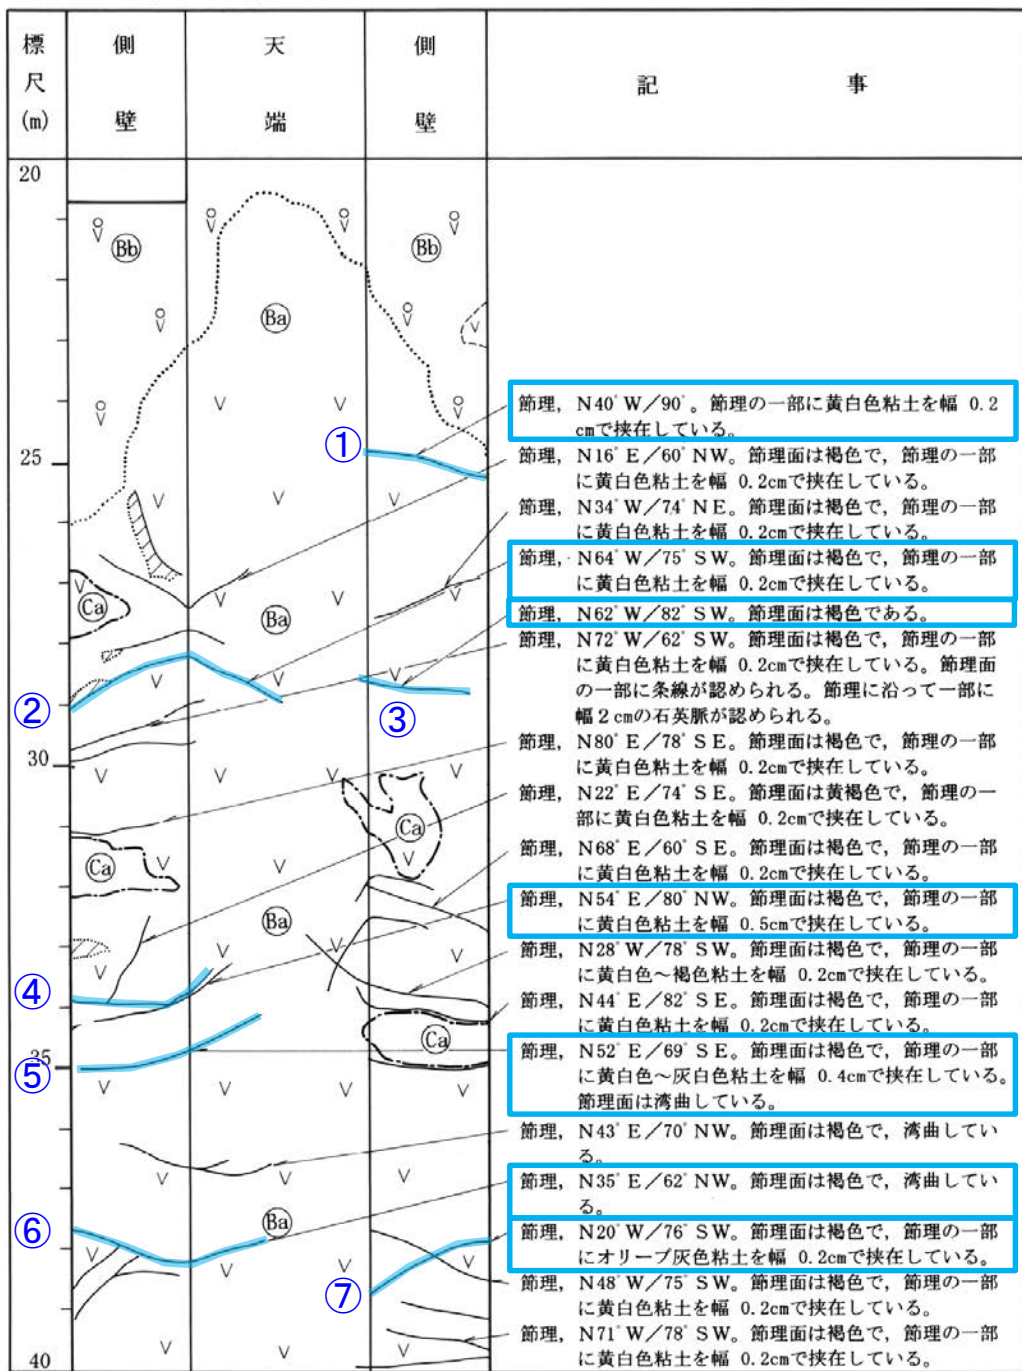 標尺(m)
側壁
天端
側壁
記事
20
Bb
Bb
Ba
節理, N40°W/90°。節理の一部に黄白色粘土を幅 0.2
cmで挟在している。
①
25
節理, N16°E/60°NW。節理面は褐色で, 節理の一部
に黄白色粘土を幅 0.2cmで挟在している。
節理, N34°W/74°NE。節理面は褐色で, 節理の一部
に黄白色粘土を幅 0.2cmで挟在している。
節理, N64°W/75°SW。節理面は褐色で, 節理の一部
に黄白色粘土を幅 0.2cmで挟在している。
Ca
Ba
節理, N62°W/82°SW。節理面は褐色である。
節理, N72°W/62°SW。節理面は褐色で, 節理の一部
に黄白色粘土を幅 0.2cmで挟在している。節理面
の一部に条線が認められる。節理に沿って一部に
幅2cmの石英脈が認められる。
②
③
30
節理, N80°E/78°SE。節理面は褐色で, 節理の一部
に黄白色粘土を幅 0.2cmで挟在している。
節理, N22°E/74°SE。節理面は黄褐色で, 節理の一
部に黄白色粘土を幅 0.2cmで挟在している。
Ca
Ca
節理, N68°E/60°SE。節理面は褐色で, 節理の一部
に黄白色粘土を幅 0.2cmで挟在している。
Ba
節理, N54°E/80°NW。節理面は褐色で, 節理の一部
に黄白色粘土を幅 0.5cmで挟在している。
節理, N28°W/78°SW。節理面は褐色で, 節理の一部
に黄白色〜褐色粘土を幅 0.2cmで挟在している。
④
節理, N44°E/82°SE。節理面は褐色で, 節理の一部
に黄白色粘土を幅 0.2cmで挟在している。
Ca
⑤
35
節理, N52°E/69°SE。節理面は褐色で, 節理の一部
に黄白色〜灰白色粘土を幅 0.4cmで挟在している。
節理面は湾曲している。
節理, N43°E/70°NW。節理面は褐色で, 湾曲してい
る。
節理, N35°E/62°NW。節理面は褐色で, 湾曲してい
る。
⑥
Ba
節理, N20°W/76°SW。節理面は褐色で, 節理の一部
にオリーブ灰色粘土を幅 0.2cmで挟在している。
⑦
節理, N48°W/75°SW。節理面は褐色で, 節理の一部
に黄白色粘土を幅 0.2cmで挟在している。
節理, N71°W/78°SW。節理面は褐色で, 節理の一部
に黄白色粘土を幅 0.2cmで挟在している。
40